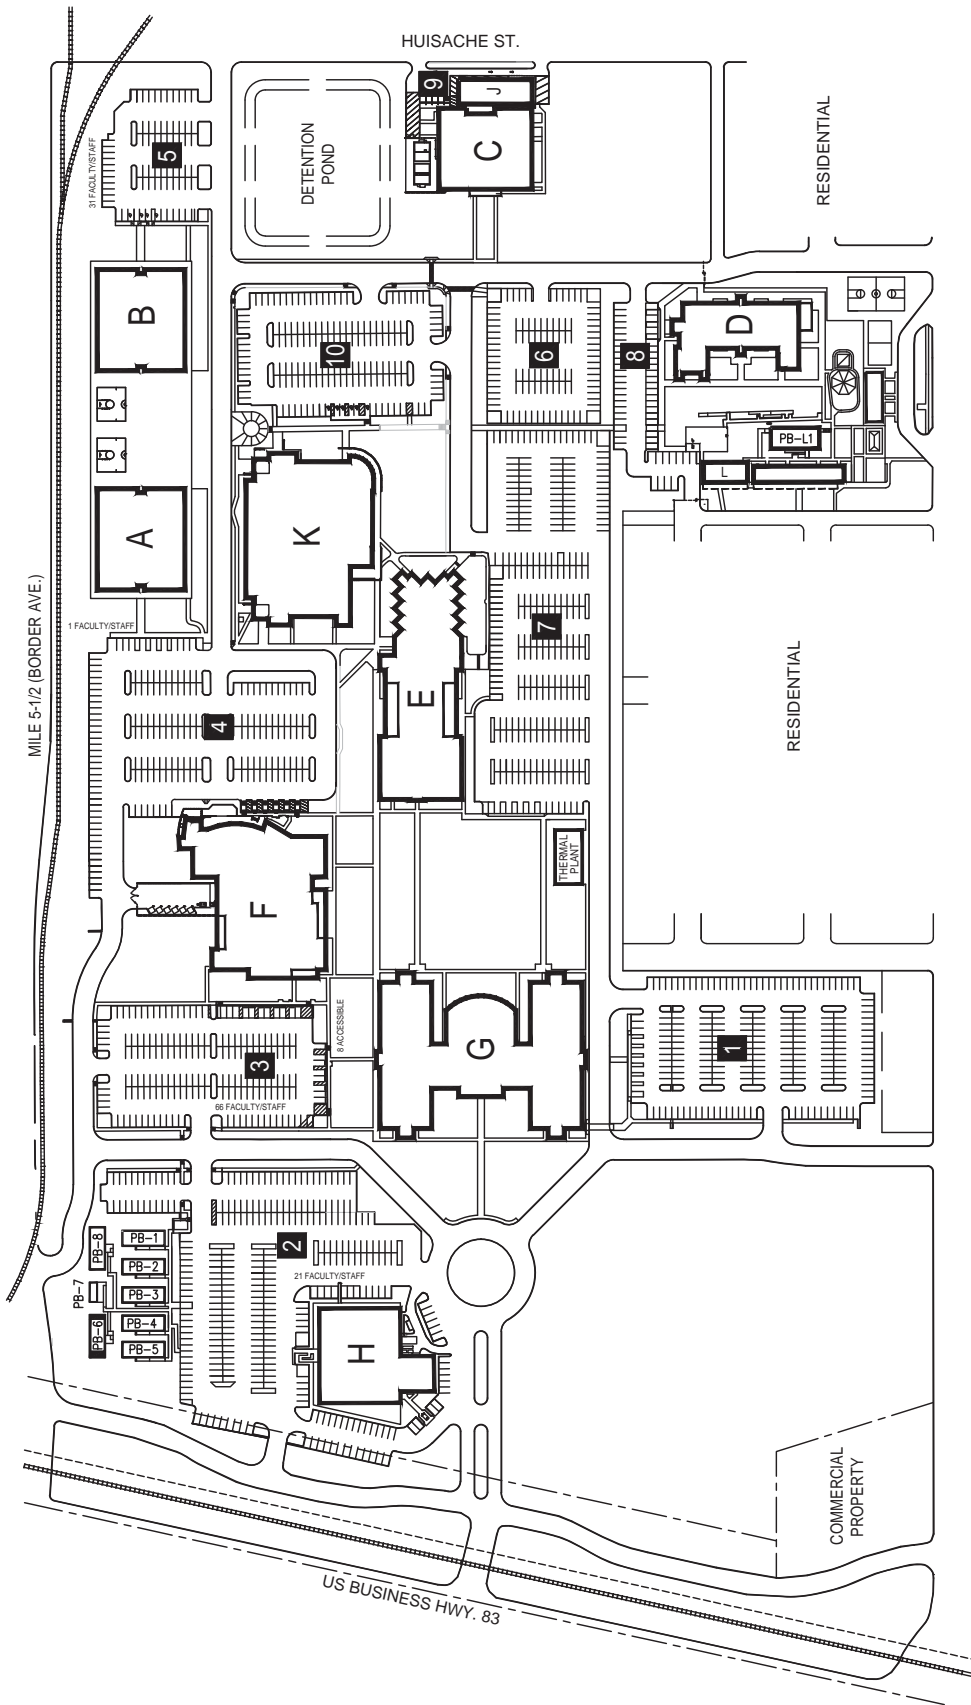 HUISACHE ST.
9
J
C
31 FACULTY/STAFF
5
DETENTION
POND
RESIDENTIAL
B
10
6
8
D
PB-L1
L
A
K
MILE 5-1/2 (BORDER AVE.)
1 FACULTY/STAFF
7
4
E
RESIDENTIAL
THERMAL
PLANT
F
8 ACCESSIBLE
G
1
3
66 FACULTY/STAFF
PB-8
PB-1
PB-2
PB-7
PB-3
PB-6
PB-4
PB-5
2
21 FACULTY/STAFF
H
COMMERCIAL
PROPERTY
US BUSINESS HWY. 83